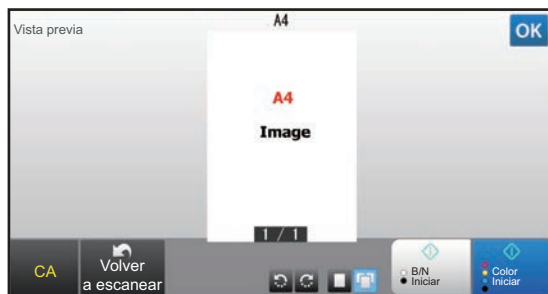 A4
Vista previa
OK
A4
Image
1 / 1
CA
Volver
a escanear
B/N
Iniciar
Color
Iniciar